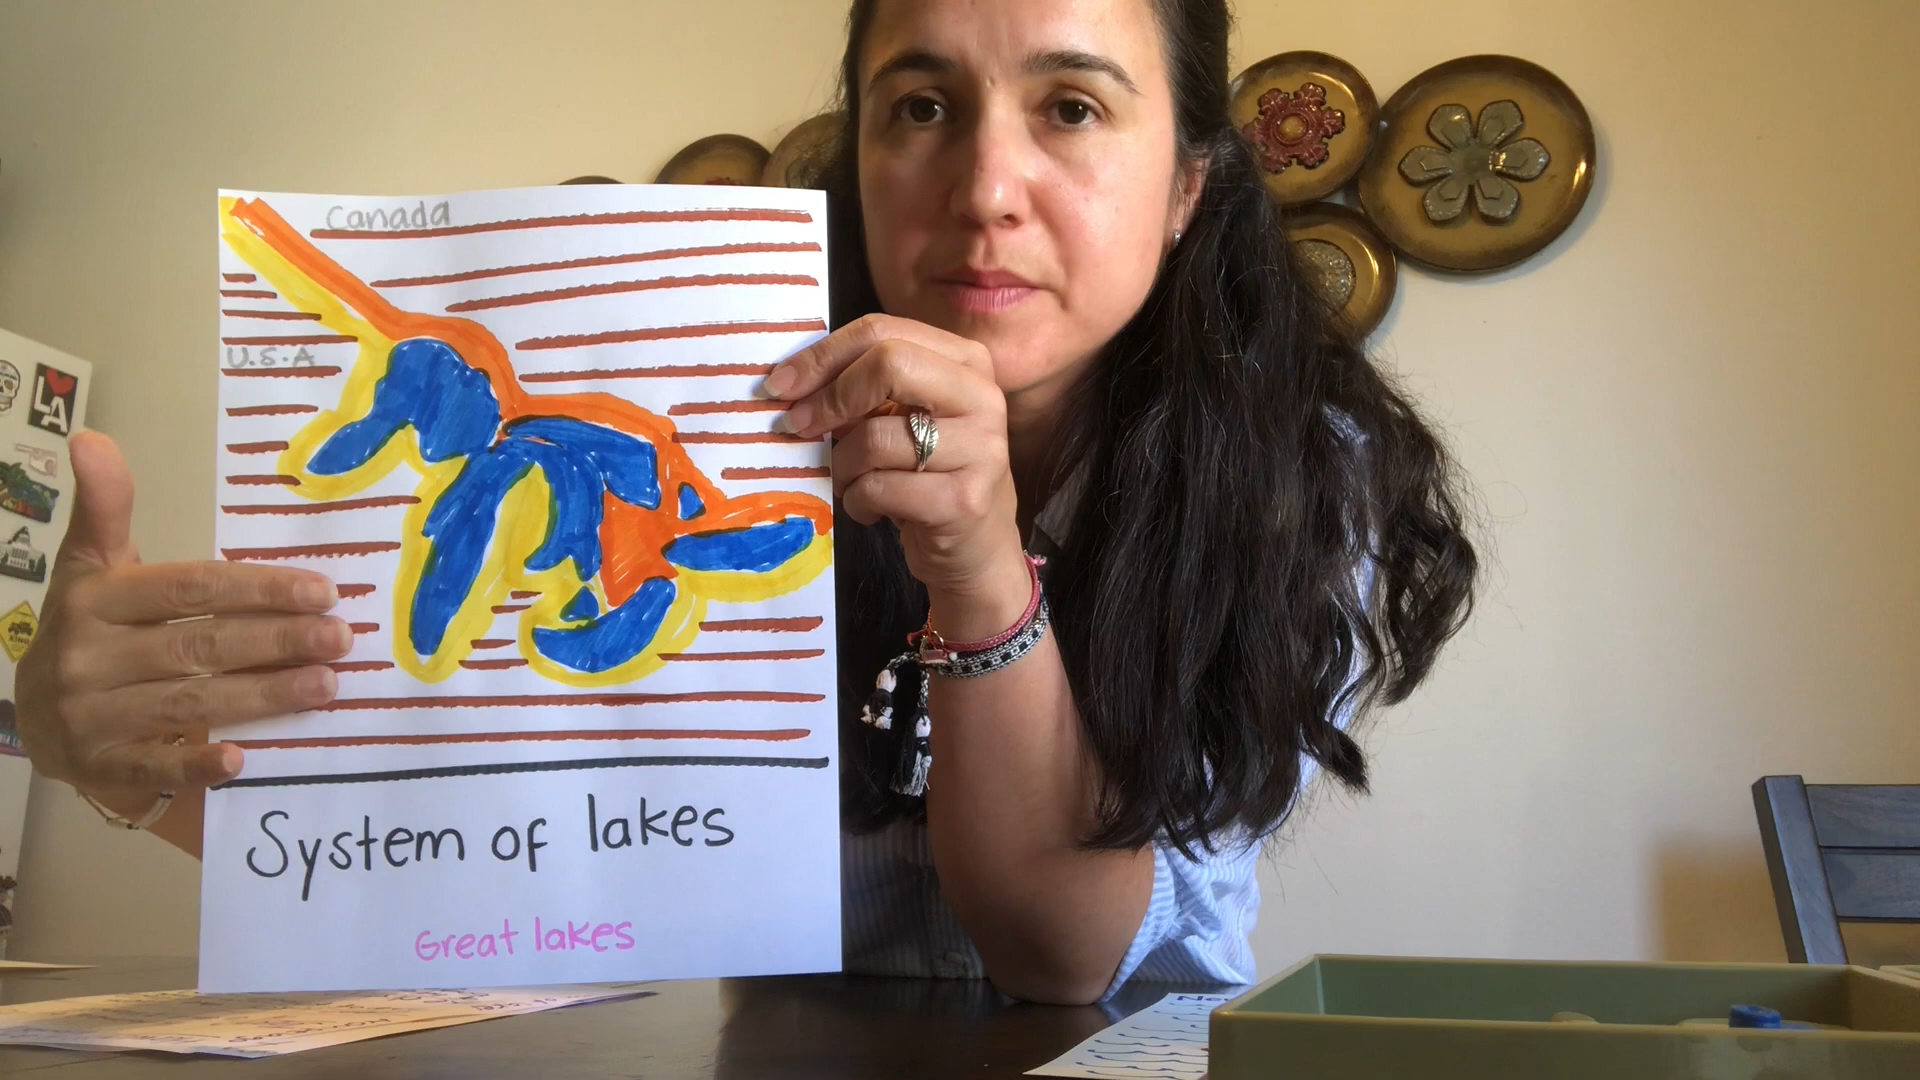 Canada
U.S.A
System of lakes
Great lakes
LA